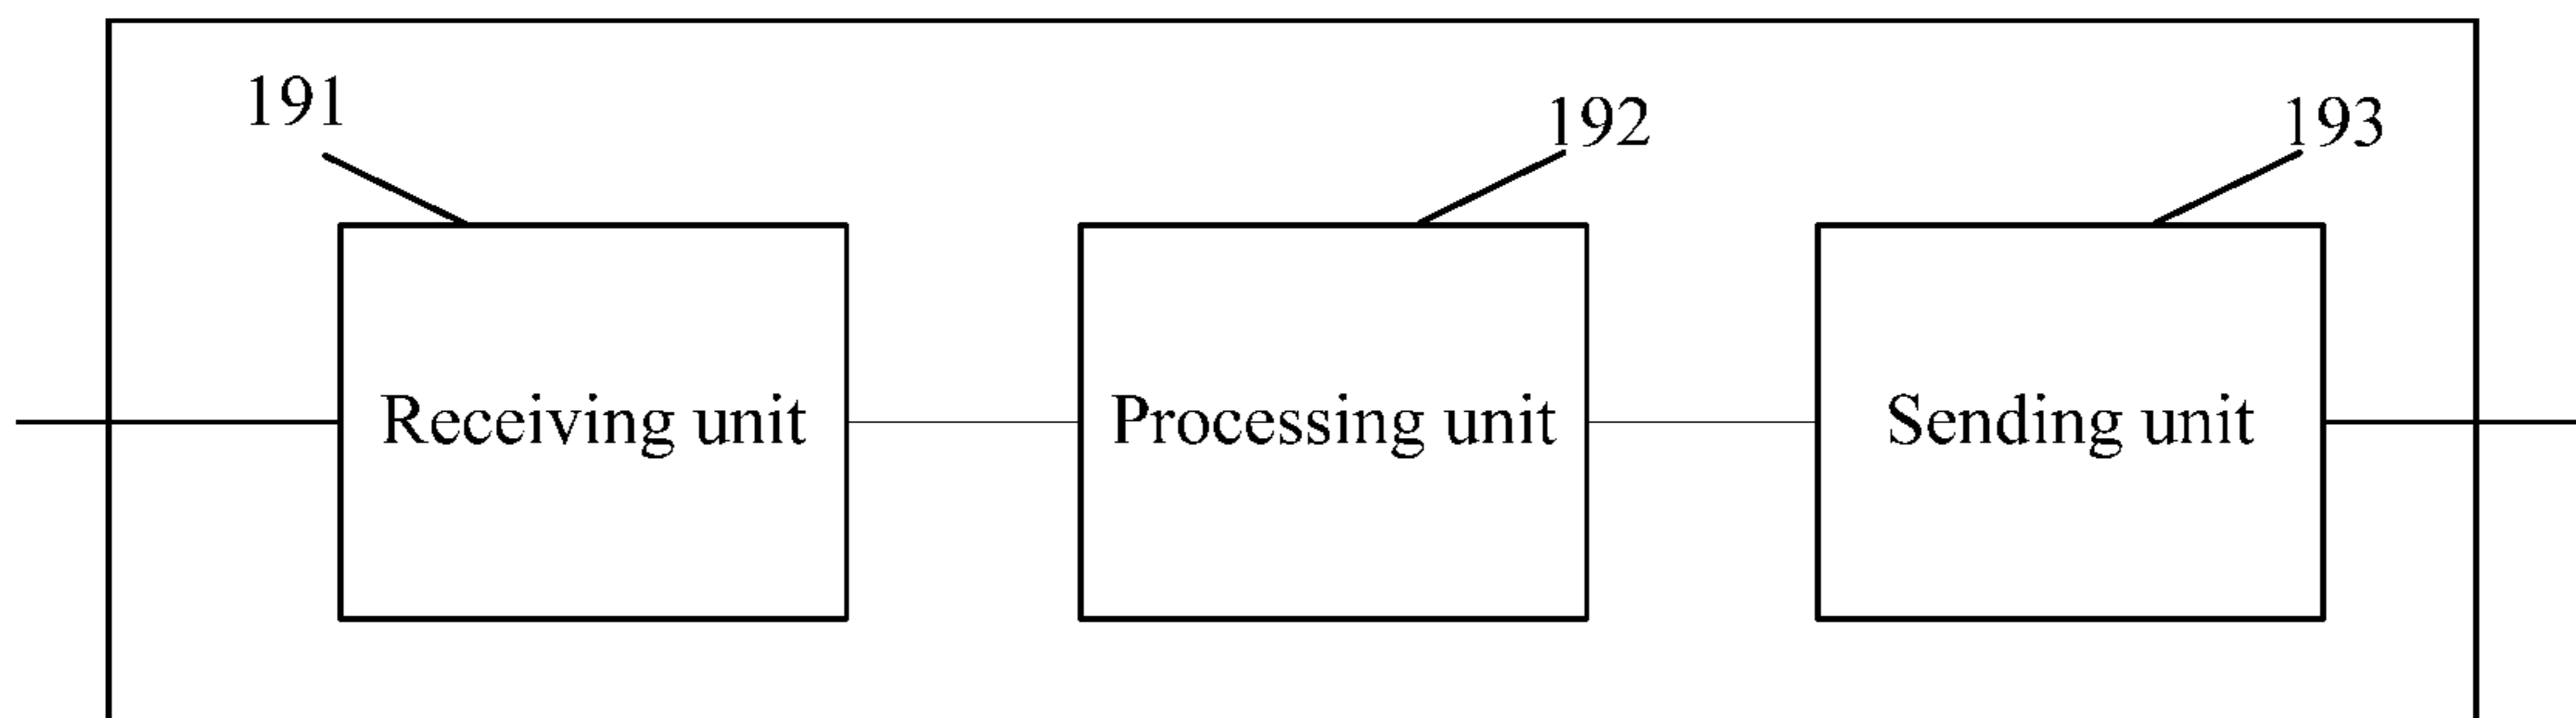 191
192
193
Receiving unit
Processing unit
Sending unit